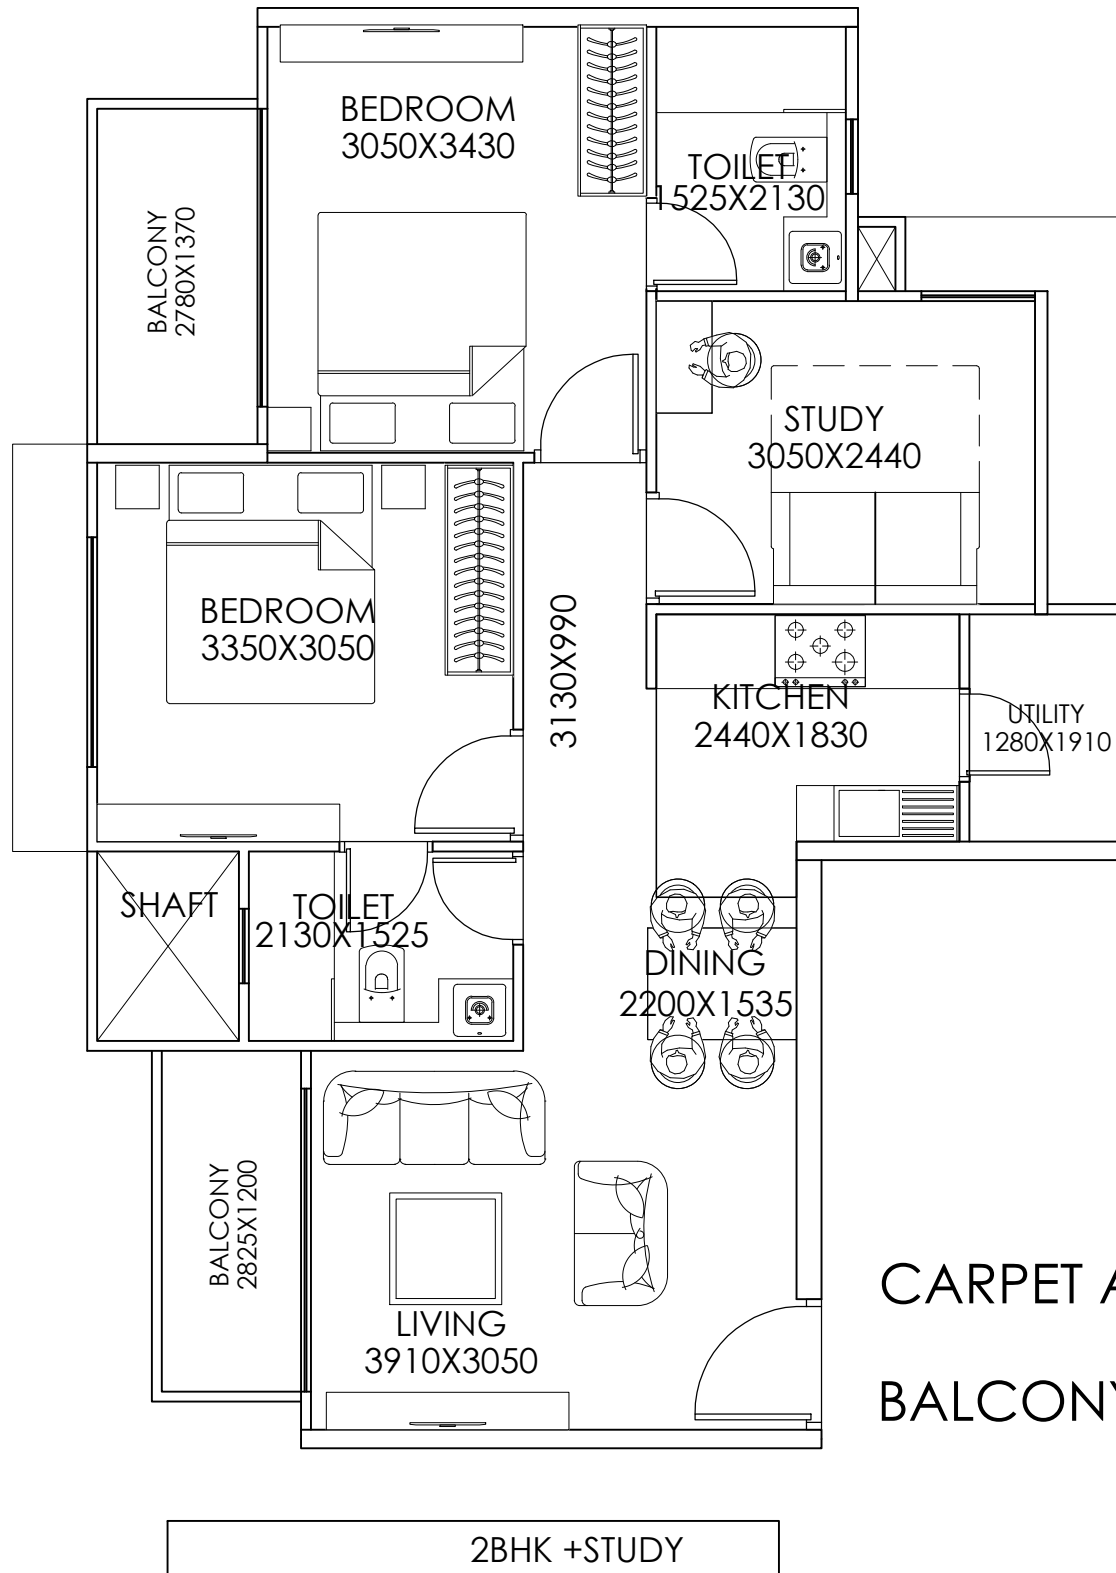 BEDROOM
3050X3430
TOILET
1525X2130
BALCONY
2780X1370
STUDY
3050X2440
BEDROOM
3350X3050
3130X990
KITCHEN
2440X1830
UTILITY
1280X1910
SHAFT
TOILET
2130X1525
DINING
2200X1535
BALCONY
2825X1200
LIVING
3910X3050
CARPET A
BALCONY
2BHK +STUDY